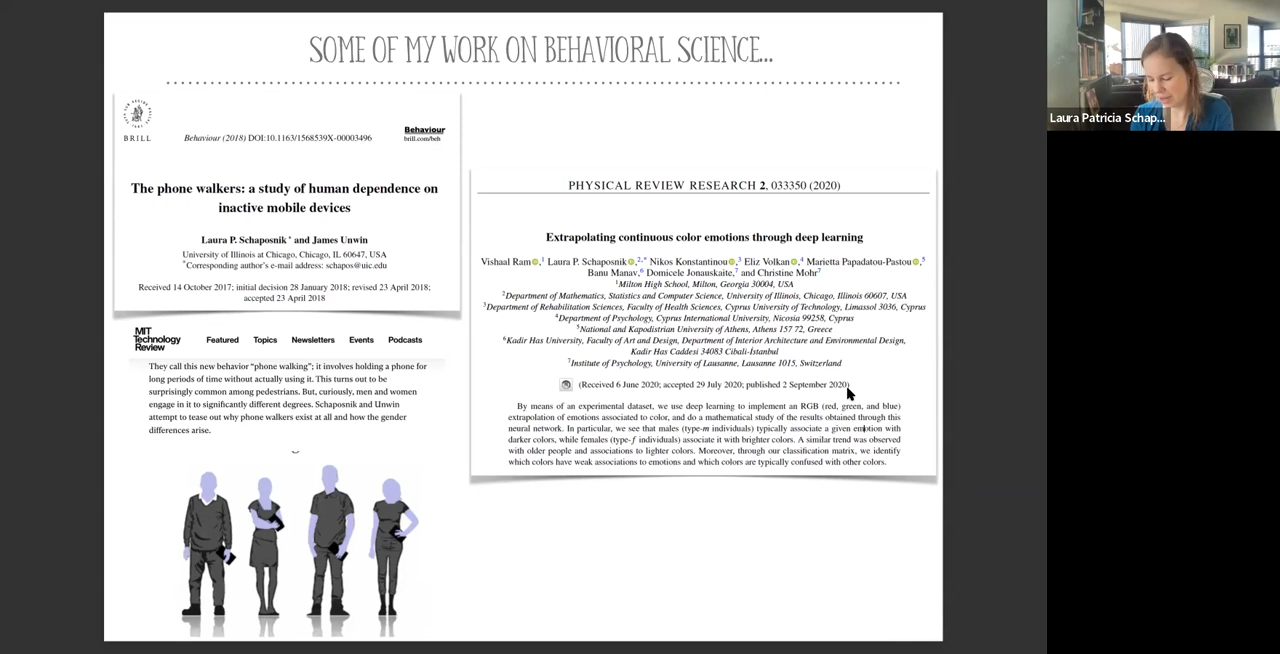 SOME OF MY WORK ON BEHAVIORAL SCIENCE...
BRILL
Behaviour (2018) DOI:10.1163/1568539X-00003496
Behaviour
brill.com/beh
The phone walkers: a study of human dependence on
inactive mobile devices
Laura P. Schaposnik* and James Unwin
University of Illinois at Chicago, Chicago, IL 60647, USA
*Corresponding author's e-mail address: schapos@uic.edu
Received 14 October 2017; initial decision 28 January 2018; revised 23 April 2018;
accepted 23 April 2018
MIT
Technology
Review
Featured Topics Newsletters Events Podcasts
They call this new behavior “phone walking”; it involves holding a phone for
long periods of time without actually using it. This turns out to be
surprisingly common among pedestrians. But, curiously, men and women
engage in it to significantly different degrees. Schaposnik and Unwin
attempt to tease out why phone walkers exist at all and how the gender
differences arise.
PHYSICAL REVIEW RESEARCH 2, 033350 (2020)
Extrapolating continuous color emotions through deep learning
Vishaal Ram,1 Laura P. Schaposnik,2,* Nikos Konstantinou,3 Eliz Volkan,4 Marietta Papadatou-Pastou,5
Banu Manav,6 Domicele Jonauskaite,7 and Christine Mohr7
1Milton High School, Milton, Georgia 30004, USA
2Department of Mathematics, Statistics and Computer Science, University of Illinois, Chicago, Illinois 60607, USA
3Department of Rehabilitation Sciences, Faculty of Health Sciences, Cyprus University of Technology, Limassol 3036, Cyprus
4Department of Psychology, Cyprus International University, Nicosia 99258, Cyprus
5National and Kapodistrian University of Athens, Athens 157 72, Greece
6Kadir Has University, Faculty of Art and Design, Department of Interior Architecture and Environmental Design,
Kadir Has Caddesi 34083 Cibali-İstanbul
7Institute of Psychology, University of Lausanne, Lausanne 1015, Switzerland
(Received 6 June 2020; accepted 29 July 2020; published 2 September 2020)
By means of an experimental dataset, we use deep learning to implement an RGB (red, green, and blue)
extrapolation of emotions associated to color, and do a mathematical study of the results obtained through this
neural network. In particular, we see that males (type-m individuals) typically associate a given emotion with
darker colors, while females (type-f individuals) associate it with brighter colors. A similar trend was observed
with older people and associations to lighter colors. Moreover, through our classification matrix, we identify
which colors have weak associations to emotions and which colors are typically confused with other colors.
Laura Patricia Schap...